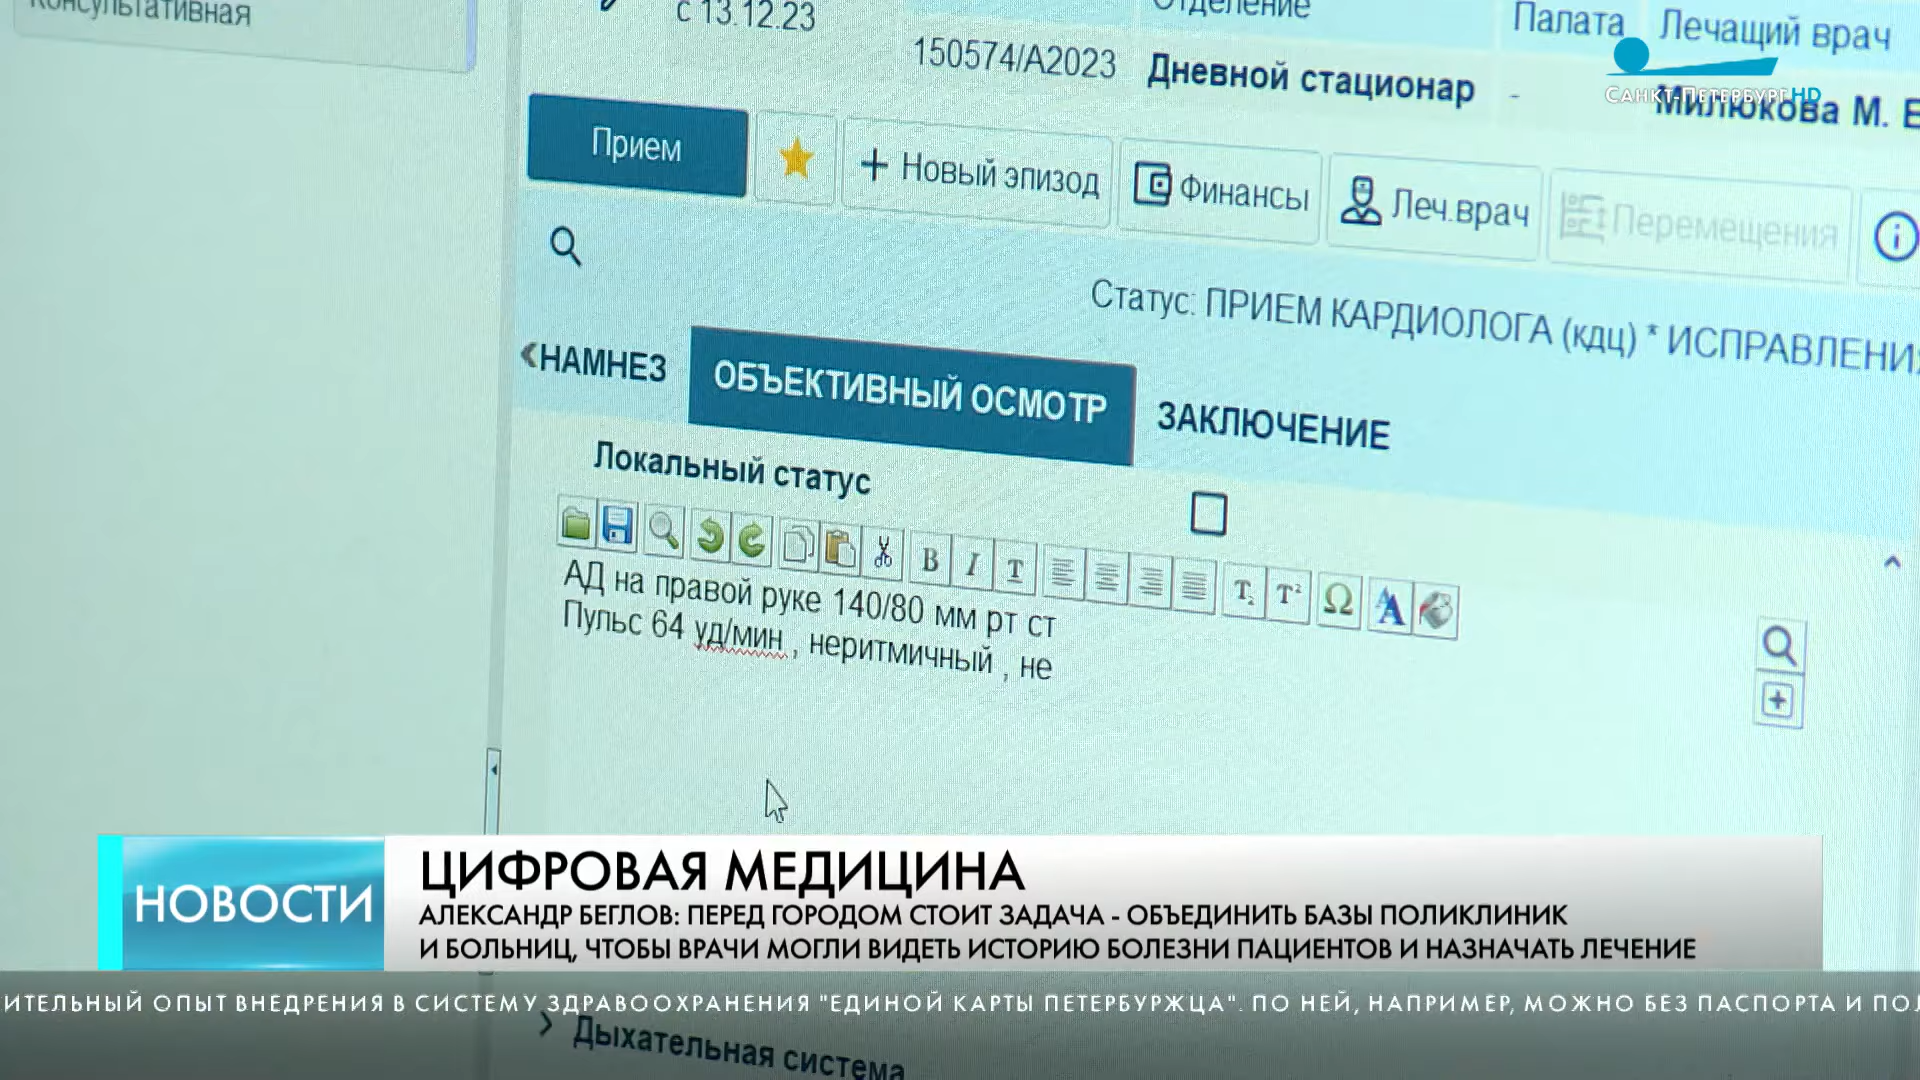 Консультативная
с 13.12.23
Отделение
Палата
Лечащий врач
150574/А2023
Дневной стационар
-
Милюкова М. Е
САНКТ-ПЕТЕРБУРГ HD
Прием
Новый эпизод
Финансы
Леч.врач
Перемещения
Статус: ПРИЕМ КАРДИОЛОГА (кдц) * ИСПРАВЛЕНИ
НАМНЕЗ
ОБЪЕКТИВНЫЙ ОСМОТР
ЗАКЛЮЧЕНИЕ
Локальный статус
АД на правой руке 140/80 мм рт ст
Пульс 64 уд/мин , неритмичный , не
НОВОСТИ
ЦИФРОВАЯ МЕДИЦИНА
АЛЕКСАНДР БЕГЛОВ: ПЕРЕД ГОРОДОМ СТОИТ ЗАДАЧА - ОБЪЕДИНИТЬ БАЗЫ ПОЛИКЛИНИК
И БОЛЬНИЦ, ЧТОБЫ ВРАЧИ МОГЛИ ВИДЕТЬ ИСТОРИЮ БОЛЕЗНИ ПАЦИЕНТОВ И НАЗНАЧАТЬ ЛЕЧЕНИЕ
ИТЕЛЬНЫЙ ОПЫТ ВНЕДРЕНИЯ В СИСТЕМУ ЗДРАВООХРАНЕНИЯ "ЕДИНОЙ КАРТЫ ПЕТЕРБУРЖЦА". ПО НЕЙ, НАПРИМЕР, МОЖНО БЕЗ ПАСПОРТА И ПОЛ
Дыхательная система